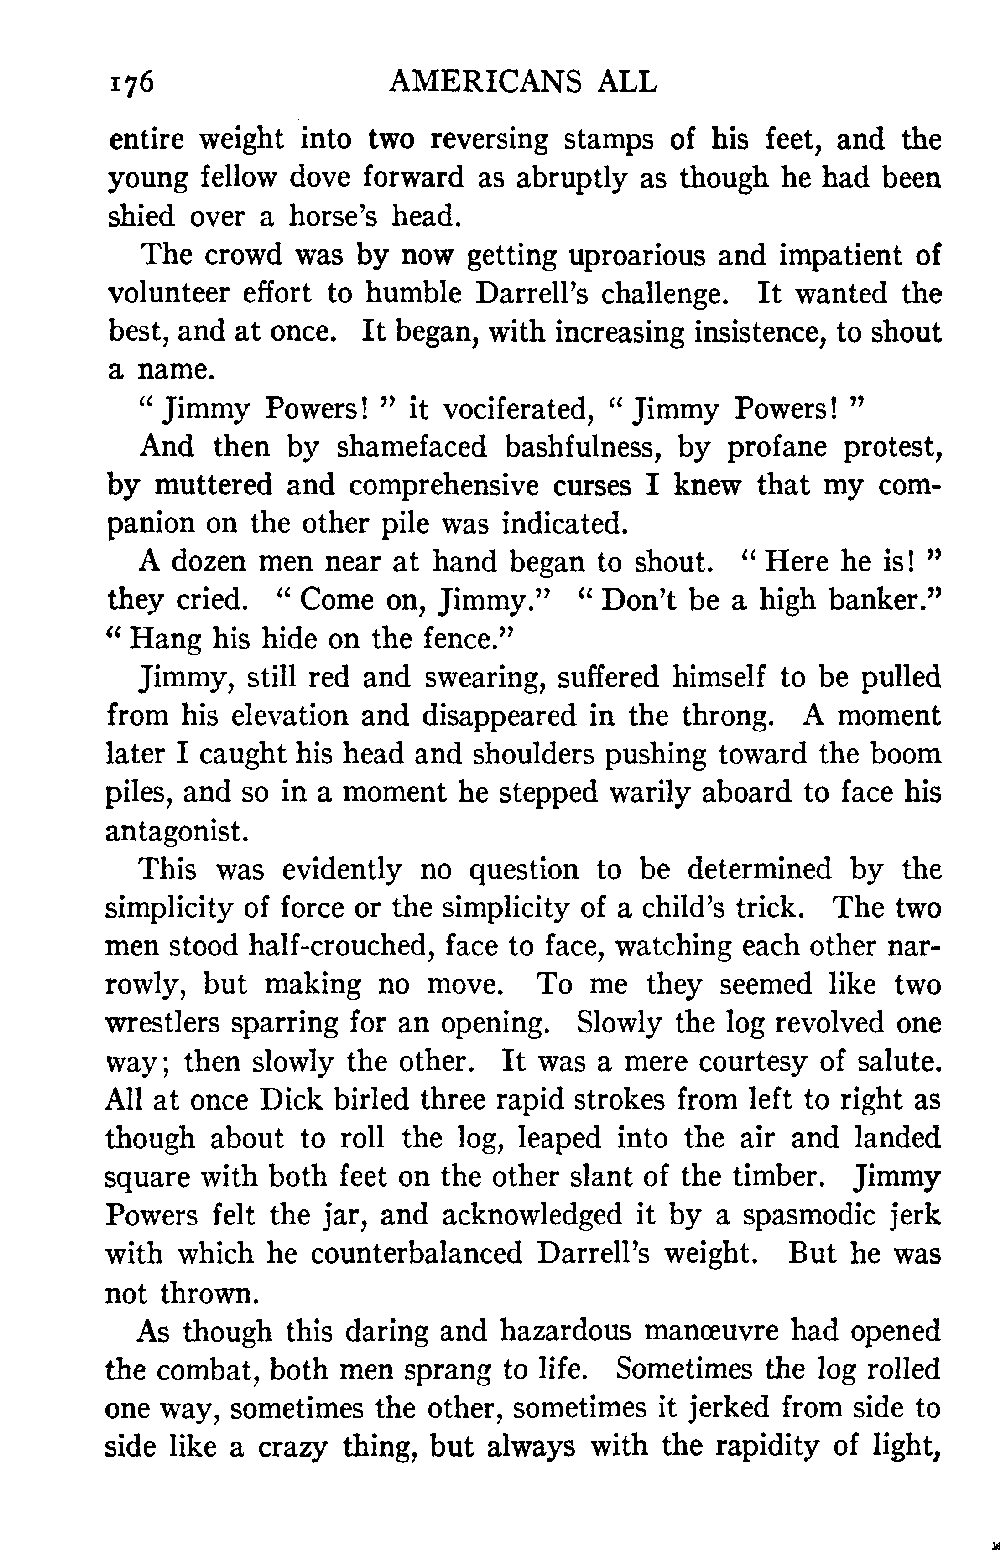 176 AMERICANS ALL
entire weight into two reversing stamps of his feet, and the
young fellow dove forward as abruptly as though he had been
shied over a horse's head.
The crowd was by now getting uproarious and impatient of
volunteer effort to humble Darrell's challenge. It wanted the
best, and at once. It began, with increasing insistence, to shout
a name.
“ Jimmy Powers! ” it vociferated, “ Jimmy Powers! ”
And then by shamefaced bashfulness, by profane protest,
by muttered and comprehensive curses I knew that my com-
panion on the other pile was indicated.
A dozen men near at hand began to shout. “ Here he is! ”
they cried. “ Come on, Jimmy.” “ Don't be a high banker.”
“ Hang his hide on the fence.”
Jimmy, still red and swearing, suffered himself to be pulled
from his elevation and disappeared in the throng. A moment
later I caught his head and shoulders pushing toward the boom
piles, and so in a moment he stepped warily aboard to face his
antagonist.
This was evidently no question to be determined by the
simplicity of force or the simplicity of a child's trick. The two
men stood half-crouched, face to face, watching each other nar-
rowly, but making no move. To me they seemed like two
wrestlers sparring for an opening. Slowly the log revolved one
way; then slowly the other. It was a mere courtesy of salute.
All at once Dick birled three rapid strokes from left to right as
though about to roll the log, leaped into the air and landed
square with both feet on the other slant of the timber. Jimmy
Powers felt the jar, and acknowledged it by a spasmodic jerk
with which he counterbalanced Darrell's weight. But he was
not thrown.
As though this daring and hazardous manœuvre had opened
the combat, both men sprang to life. Sometimes the log rolled
one way, sometimes the other, sometimes it jerked from side to
side like a crazy thing, but always with the rapidity of light,